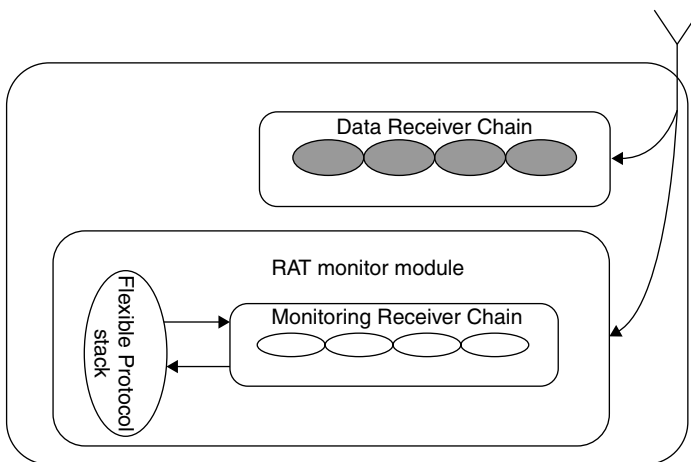 Data Receiver Chain
RAT monitor module
Flexible Protocol
stack
Monitoring Receiver Chain